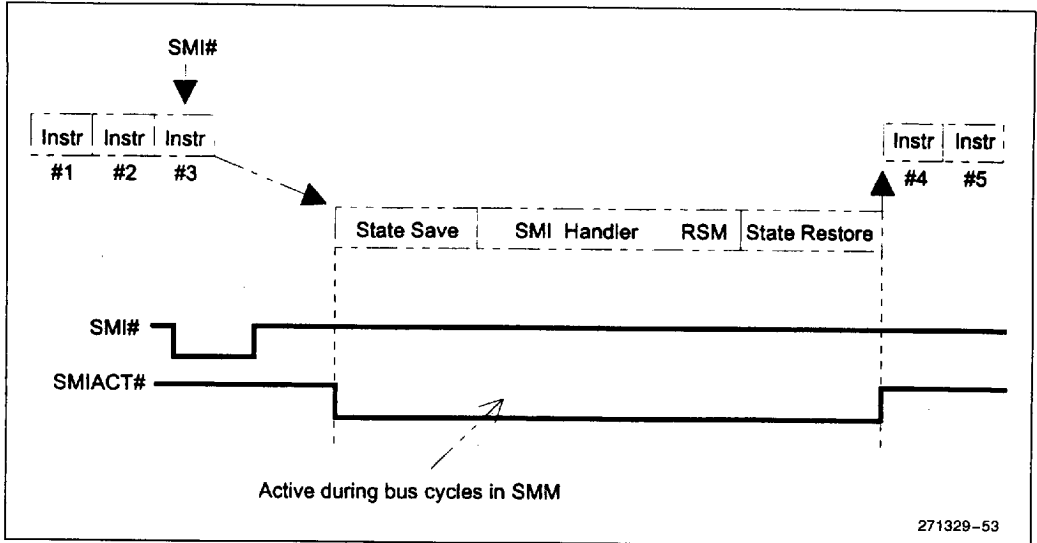 SMI#
Instr Instr Instr
#1 #2 #3
Instr Instr
#4 #5
State Save SMI Handler RSM State Restore
SMI#
SMIACT#
Active during bus cycles in SMM
271329–53